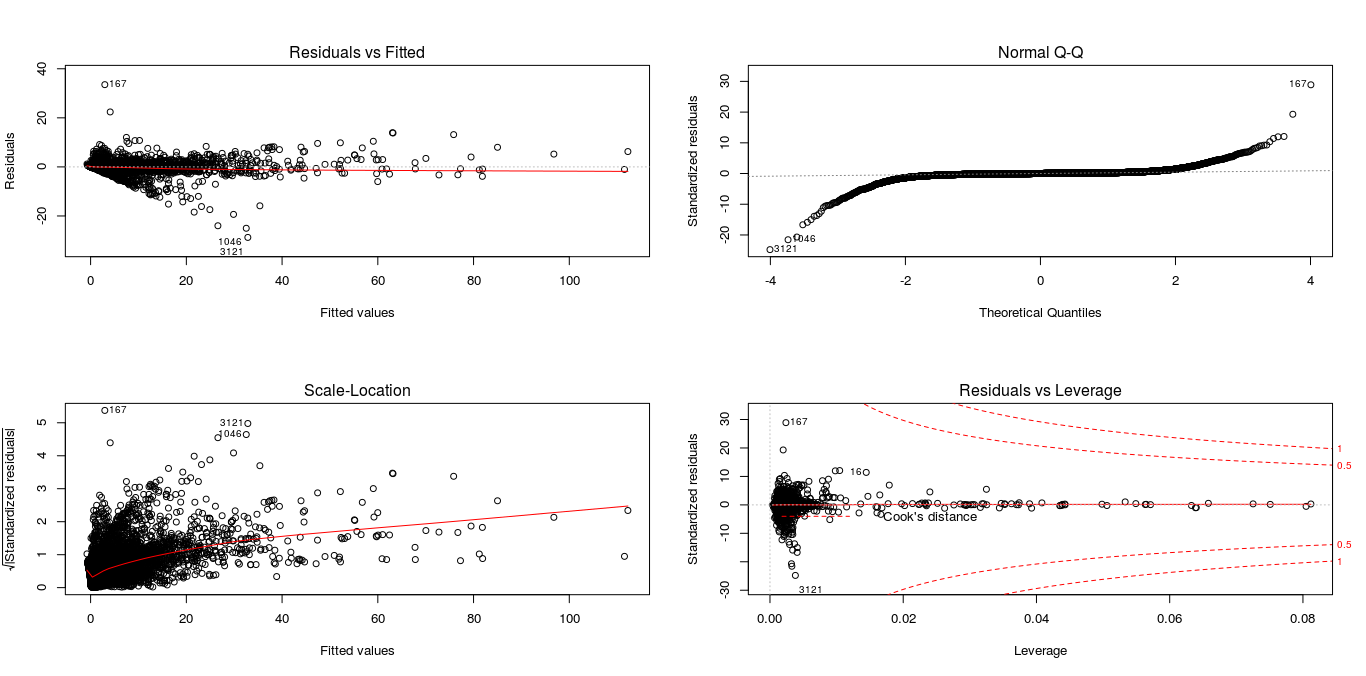 Residuals vs Fitted
40
20
0
-20
Residuals
167
1046
3121
0 20 40 60 80 100
Fitted values
Normal Q-Q
30
20
10
0
-10
-20
Standardized residuals
167
1046
3121
-4 -2 0 2 4
Theoretical Quantiles
Scale-Location
5
4
3
2
1
0
√|Standardized residuals|
167
3121
1046
0 20 40 60 80 100
Fitted values
Residuals vs Leverage
30
20
10
0
-10
-30
Standardized residuals
167
16
Cook's distance
3121
1
0.5
0.5
1
0.00 0.02 0.04 0.06 0.08
Leverage